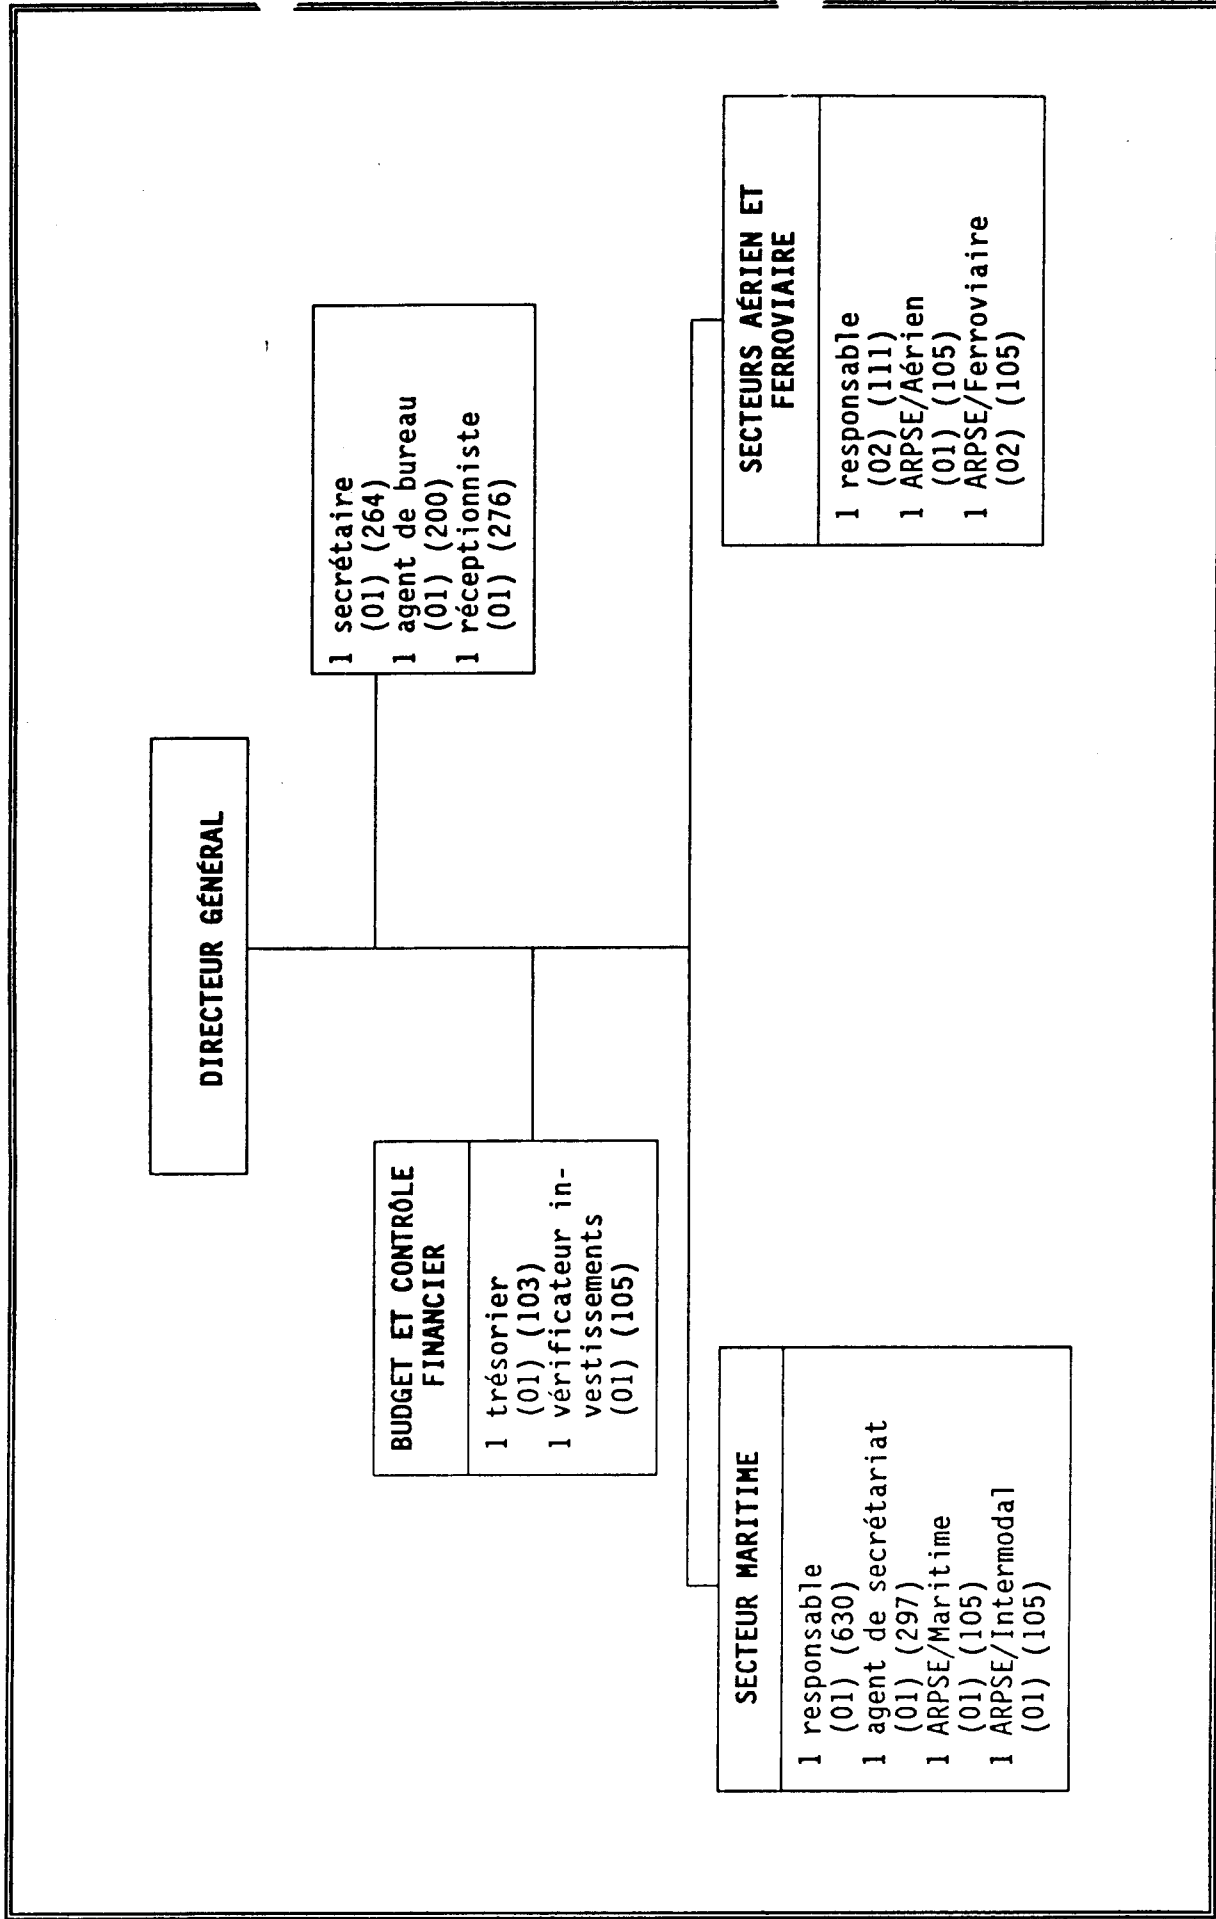 DIRECTEUR GÉNÉRAL
1 secrétaire
(01) (264)
1 agent de bureau
(01) (200)
1 réceptionniste
(01) (276)
BUDGET ET CONTRÔLE
FINANCIER
1 trésorier
(01) (103)
1 vérificateur in-
vestissements
(01) (105)
SECTEUR MARITIME
1 responsable
(01) (630)
1 agent de secrétariat
(01) (297)
1 ARPSE/Maritime
(01) (105)
1 ARPSE/Intermodal
(01) (105)
SECTEURS AÉRIEN ET
FERROVIAIRE
1 responsable
(02) (111)
1 ARPSE/Aérien
(01) (105)
1 ARPSE/Ferroviaire
(02) (105)